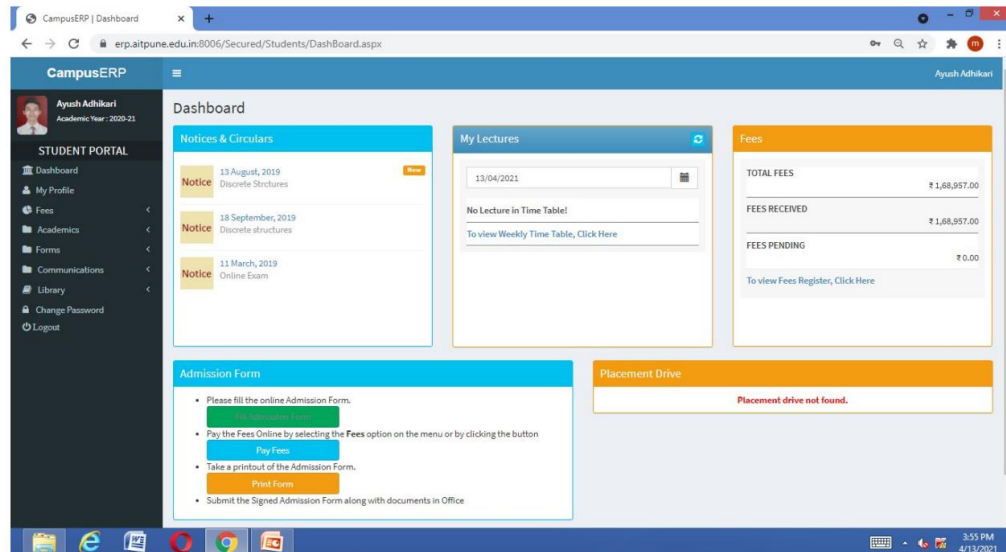 CampusERP | Dashboard
erp.aitpune.edu.in:8006/Secured/Students/DashBoard.aspx
m
CampusERP
Ayush Adhikari
Ayush Adhikari
Academic Year : 2020-21
STUDENT PORTAL
Dashboard
My Profile
Fees
Academics
Forms
Communications
Library
Change Password
Logout
Dashboard
Notices & Circulars
Notice
13 August, 2019
New
Discrete Strctures
Notice
18 September, 2019
Discrete structures
Notice
11 March, 2019
Online Exam
My Lectures
13/04/2021
No Lecture in Time Table!
To view Weekly Time Table, Click Here
Fees
TOTAL FEES
₹ 1,68,957.00
FEES RECEIVED
₹ 1,68,957.00
FEES PENDING
₹ 0.00
To view Fees Register, Click Here
Admission Form
Please fill the online Admission Form.
Fill Admission Form
Pay the Fees Online by selecting the Fees option on the menu or by clicking the button
Pay Fees
Take a printout of the Admission Form.
Print Form
Submit the Signed Admission Form along with documents in Office
Placement Drive
Placement drive not found.
3:55 PM
4/13/2021